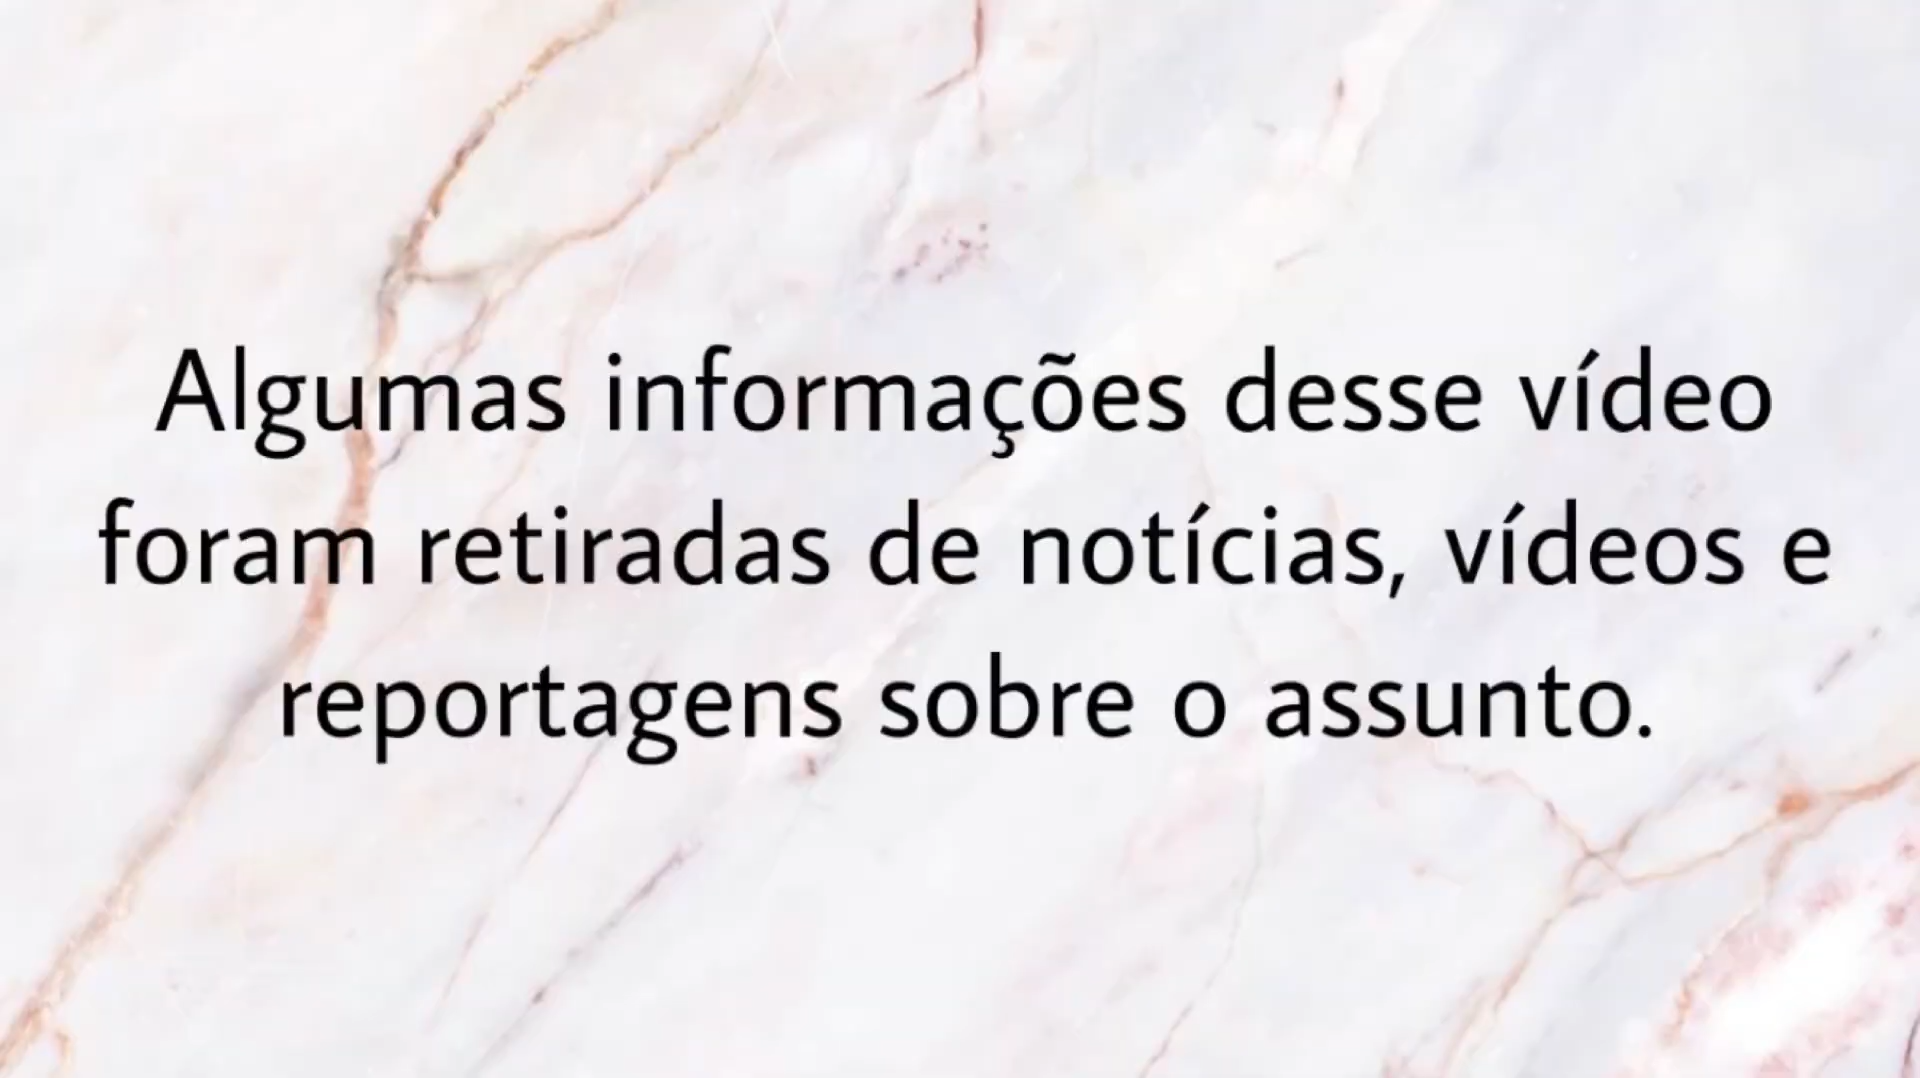 Algumas informações desse vídeo
foram retiradas de notícias, vídeos e
reportagens sobre o assunto.